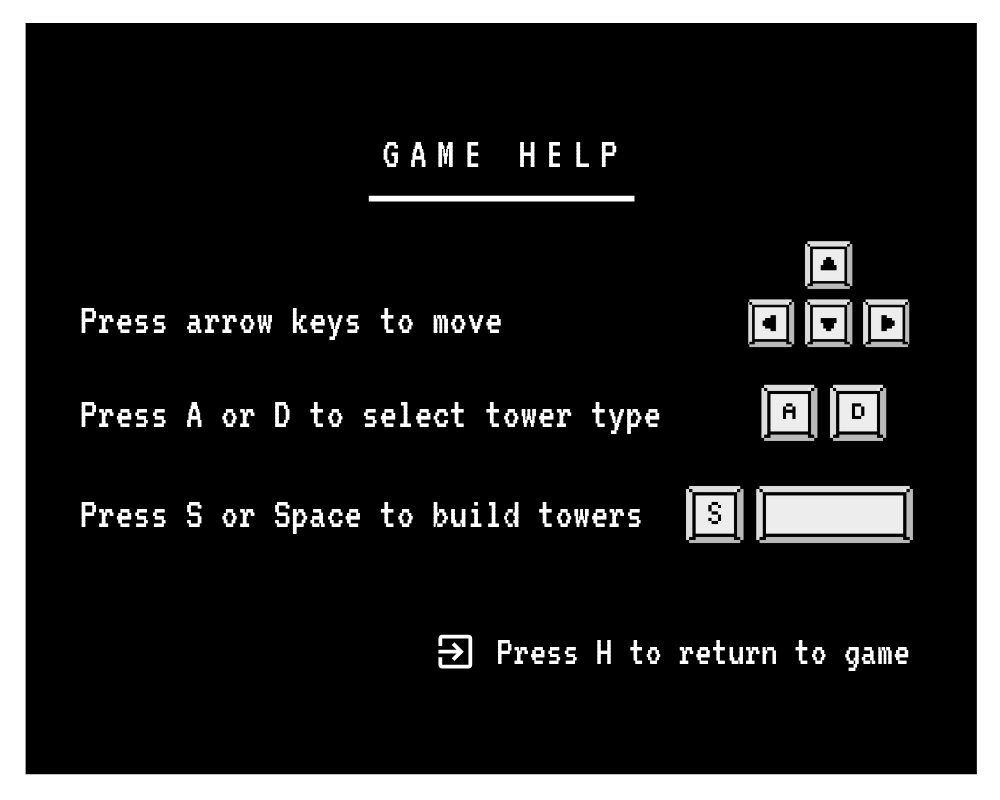 GAME HELP
Press arrow keys to move
Press A or D to select tower type
A D
Press S or Space to build towers
S
Press H to return to game